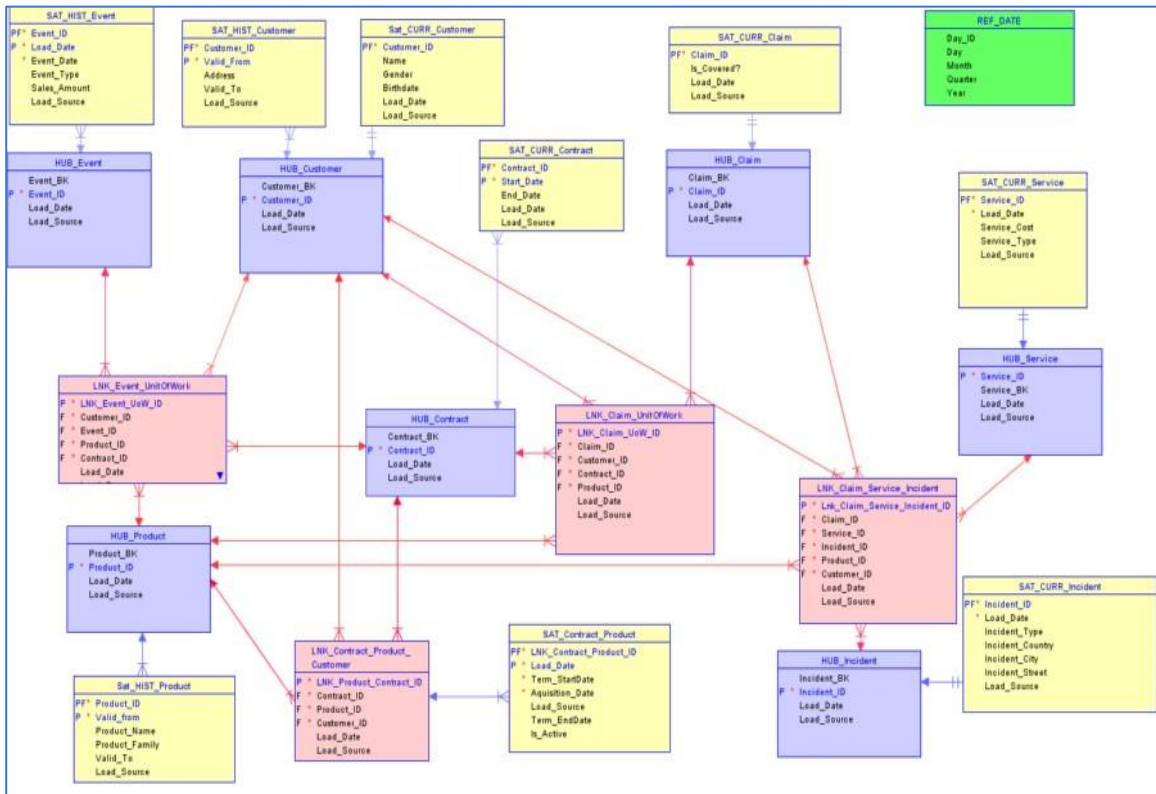 SAT_HIST_Event
PF* Event_ID
P * Load_Date
* Event_Date
Event_Type
Sales_Amount
Load_Source
SAT_HIST_Customer
PF* Customer_ID
P * Valid_From
Address
Valid_To
Load_Source
Sat_CURR_Customer
PF* Customer_ID
Name
Gender
Birthdate
Load_Date
Load_Source
SAT_CURR_Claim
PF* Claim_ID
Is_Covered?
Load_Date
Load_Source
REF_DATE
Day_ID
Day
Month
Quarter
Year
HUB_Event
Event_BK
P * Event_ID
Load_Date
Load_Source
HUB_Customer
Customer_BK
P * Customer_ID
Load_Date
Load_Source
SAT_CURR_Contract
PF* Contract_ID
P * Start_Date
End_Date
Load_Date
Load_Source
HUB_Claim
Claim_BK
P * Claim_ID
Load_Date
Load_Source
SAT_CURR_Service
PF* Service_ID
* Load_Date
Service_Cost
Service_Type
Load_Source
LNK_Event_UnitOfWork
P * LNK_Event_UoW_ID
F * Customer_ID
F * Event_ID
F * Product_ID
F * Contract_ID
Load_Date
HUB_Contract
Contract_BK
P * Contract_ID
Load_Date
Load_Source
LNK_Claim_UnitOfWork
P * LNK_Claim_UoW_ID
F * Claim_ID
F * Customer_ID
F * Contract_ID
F * Product_ID
Load_Date
Load_Source
HUB_Service
P * Service_ID
Service_BK
Load_Date
Load_Source
LNK_Claim_Service_Incident
P * Lnk_Claim_Service_Incident_ID
F * Claim_ID
F * Service_ID
F * Incident_ID
F * Product_ID
F * Customer_ID
Load_Date
Load_Source
HUB_Product
Product_BK
P * Product_ID
Load_Date
Load_Source
SAT_CURR_Incident
PF* Incident_ID
* Load_Date
Incident_Type
Incident_Country
Incident_City
Incident_Street
Load_Source
LNK_Contract_Product_
Customer
P * LNK_Product_Contract_ID
F * Contract_ID
F * Product_ID
F * Customer_ID
Load_Date
Load_Source
SAT_Contract_Product
PF* LNK_Contract_Product_ID
P * Load_Date
* Term_StartDate
* Aquisition_Date
Load_Source
Term_EndDate
Is_Active
HUB_Incident
Incident_BK
P * Incident_ID
Load_Date
Load_Source
Sat_HIST_Product
PF* Product_ID
P * Valid_from
Product_Name
Product_Family
Valid_To
Load_Source